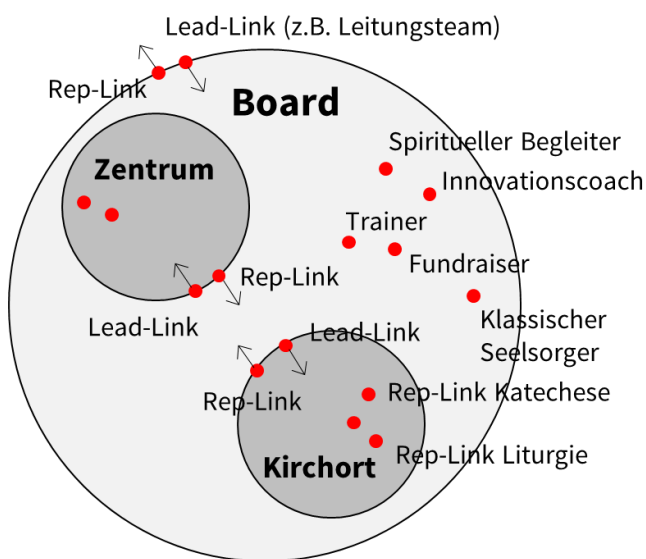 Lead-Link (z.B. Leitungsteam)
Rep-Link
Board
Spiritueller Begleiter
Zentrum
Innovationscoach
Trainer
Fundraiser
Rep-Link
Lead-Link
Klassischer
Seelsorger
Lead-Link
Rep-Link
Rep-Link Katechese
Rep-Link Liturgie
Kirchort